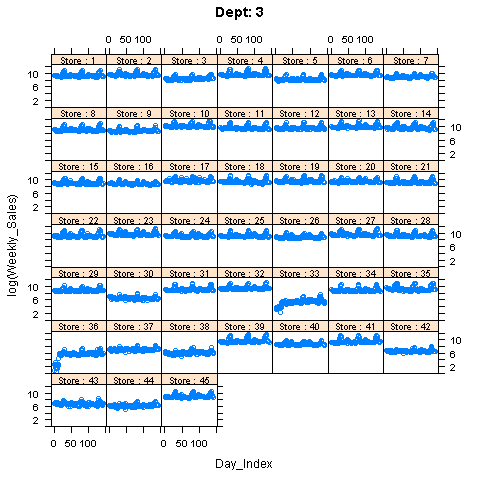 Dept: 3
0 50 100 0 50 100 0 50 100
Store : 1 Store : 2 Store : 3 Store : 4 Store : 5 Store : 6 Store : 7
10
6
2
Store : 8 Store : 9 Store : 10 Store : 11 Store : 12 Store : 13 Store : 14
10
6
2
Store : 15 Store : 16 Store : 17 Store : 18 Store : 19 Store : 20 Store : 21
10
6
2
Store : 22 Store : 23 Store : 24 Store : 25 Store : 26 Store : 27 Store : 28
10
6
2
Store : 29 Store : 30 Store : 31 Store : 32 Store : 33 Store : 34 Store : 35
10
6
2
Store : 36 Store : 37 Store : 38 Store : 39 Store : 40 Store : 41 Store : 42
10
6
2
Store : 43 Store : 44 Store : 45
10
6
2
0 50 100 0 50 100
log(Weekly_Sales)
Day_Index